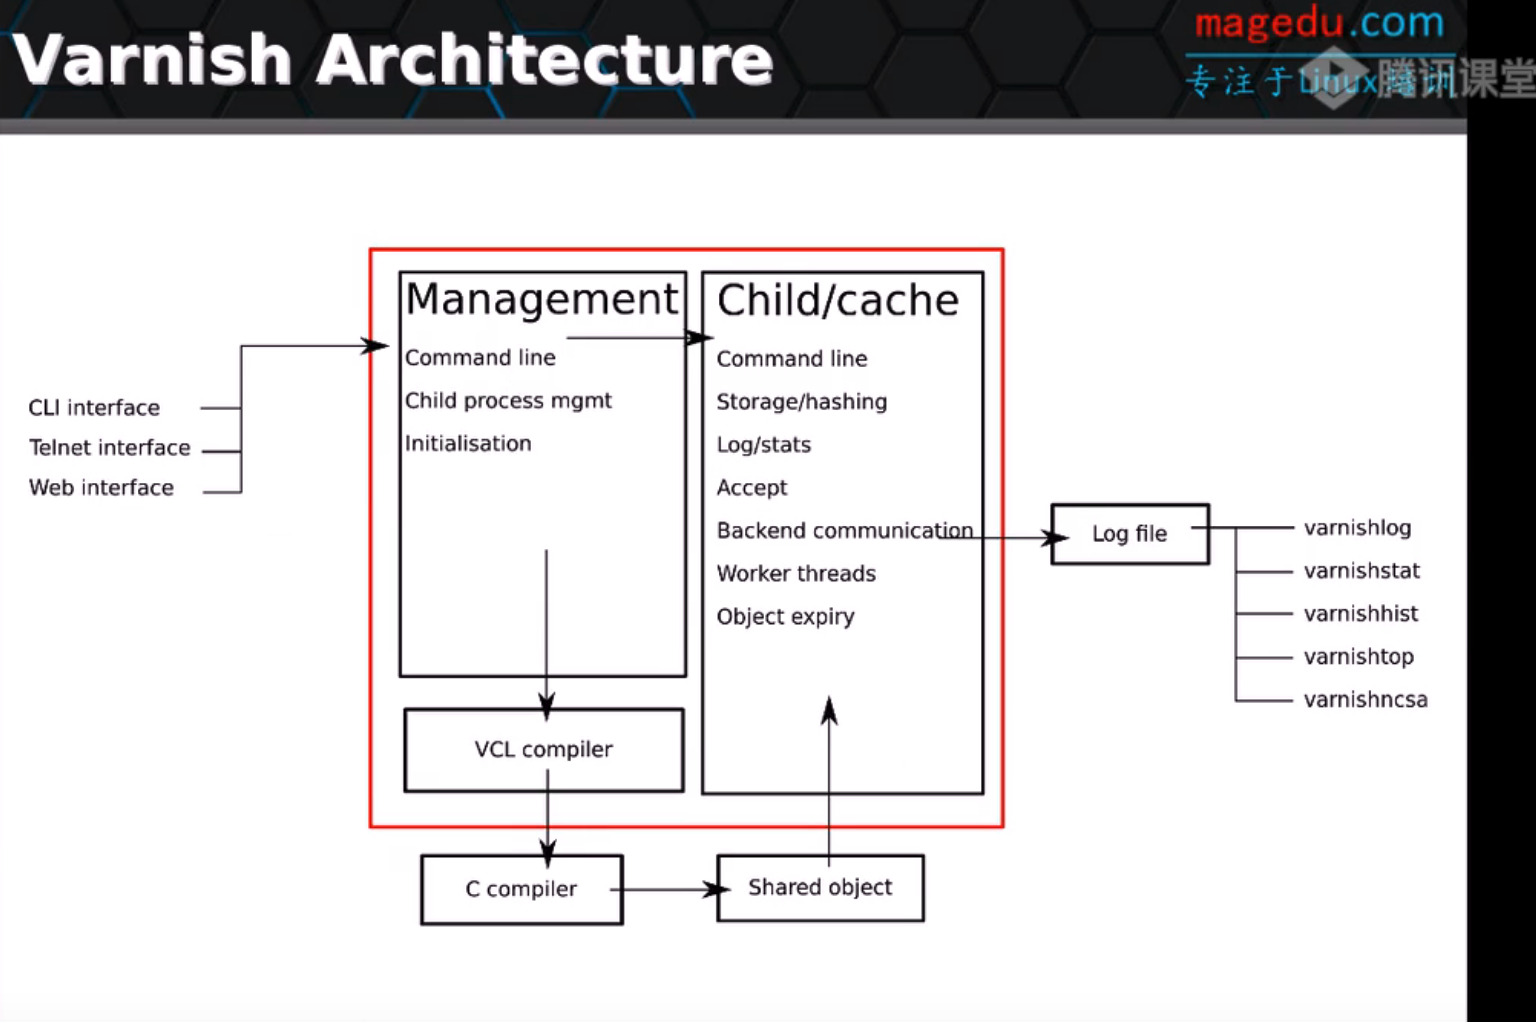 Varnish Architecture
magedu.com
专注于Linux培训
腾讯课堂
Management
Command line
Child process mgmt
Initialisation
Child/cache
Command line
Storage/hashing
Log/stats
Accept
Backend communication
Worker threads
Object expiry
CLI interface
Telnet interface
Web interface
Log file
varnishlog
varnishstat
varnishhist
varnishtop
varnishncsa
VCL compiler
C compiler
Shared object